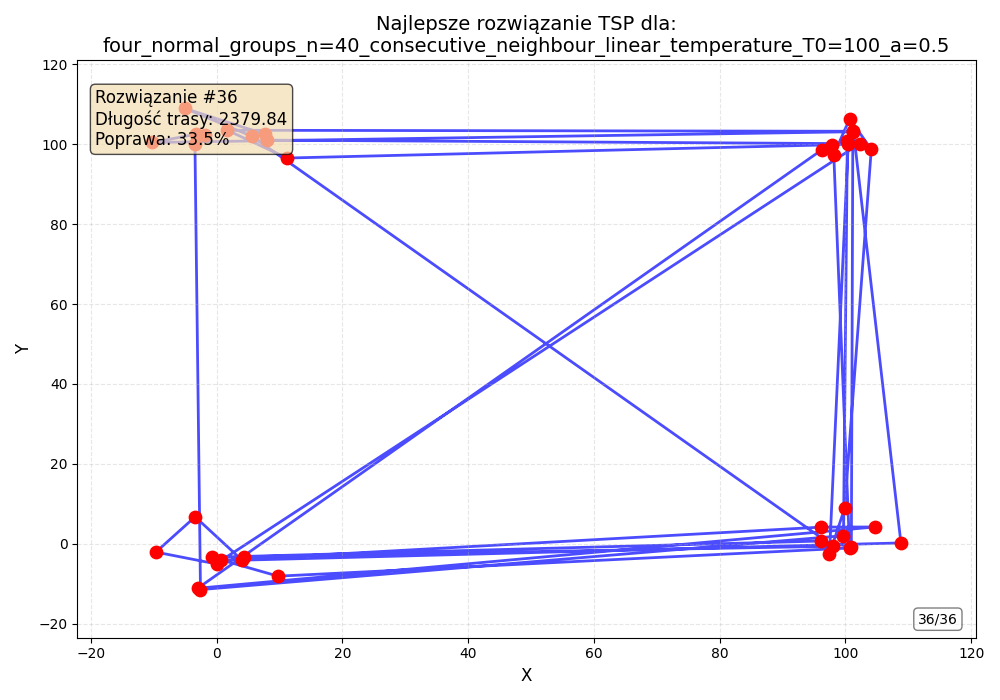 Najlepsze rozwiązanie TSP dla:
four_normal_groups_n=40_consecutive_neighbour_linear_temperature_T0=100_a=0.5
Rozwiązanie #36
Długość trasy: 2379.84
Poprawa: 33.5%
120
100
80
60
40
20
0
−20
Y
−20
0
20
40
60
80
100
120
X
36/36